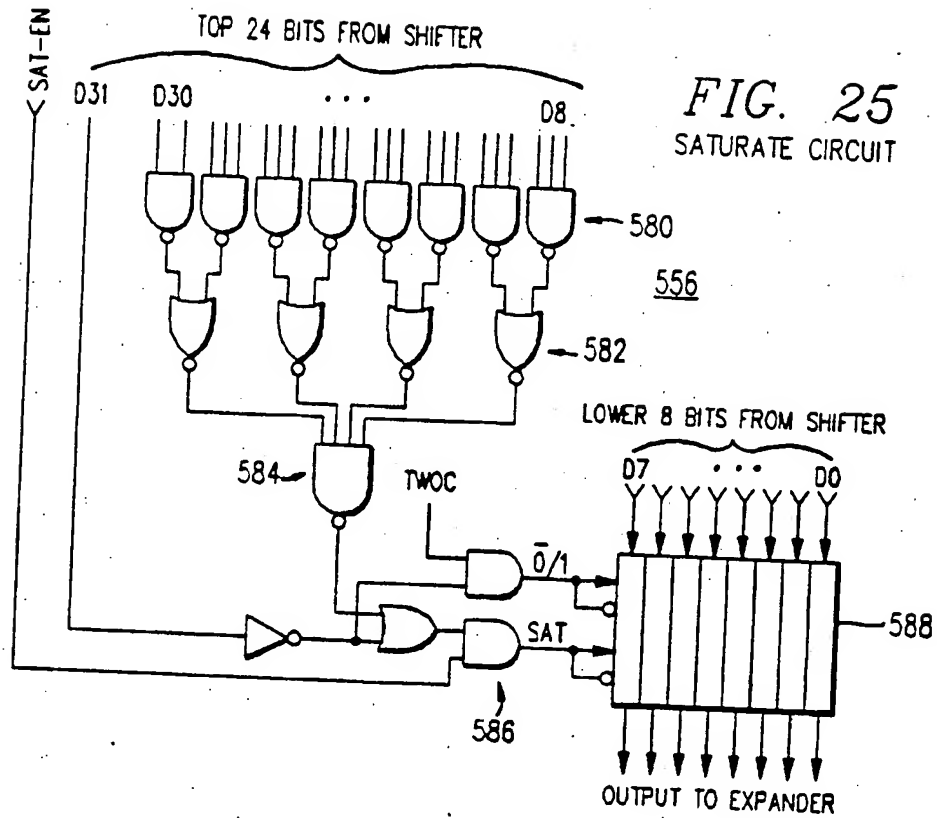 SAT-EN
TOP 24 BITS FROM SHIFTER
D31
D30
...
D8
FIG. 25
SATURATE CIRCUIT
580
556
582
LOWER 8 BITS FROM SHIFTER
584
TWOC
D7
...
D0
0̅/1
588
SAT
586
OUTPUT TO EXPANDER